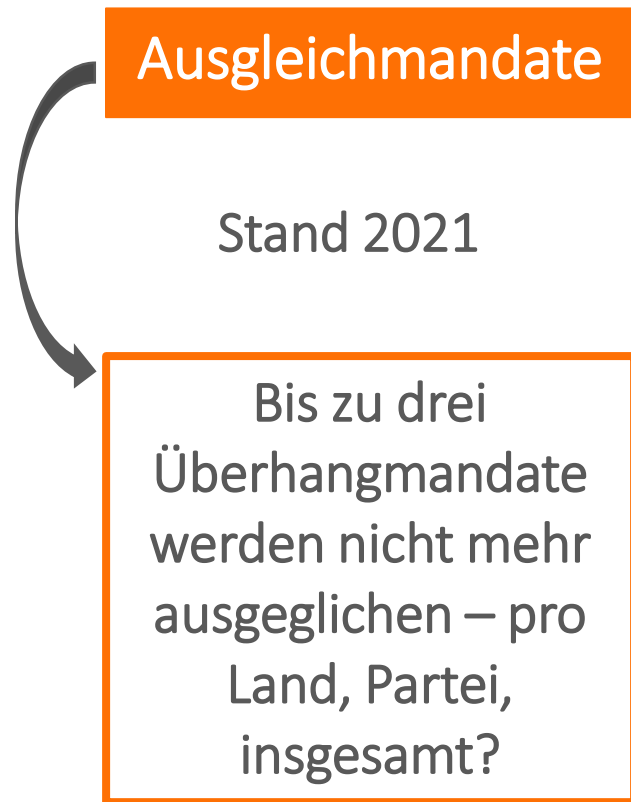 Ausgleichmandate
Stand 2021
Bis zu drei
Überhangmandate
werden nicht mehr
ausgeglichen – pro
Land, Partei,
insgesamt?